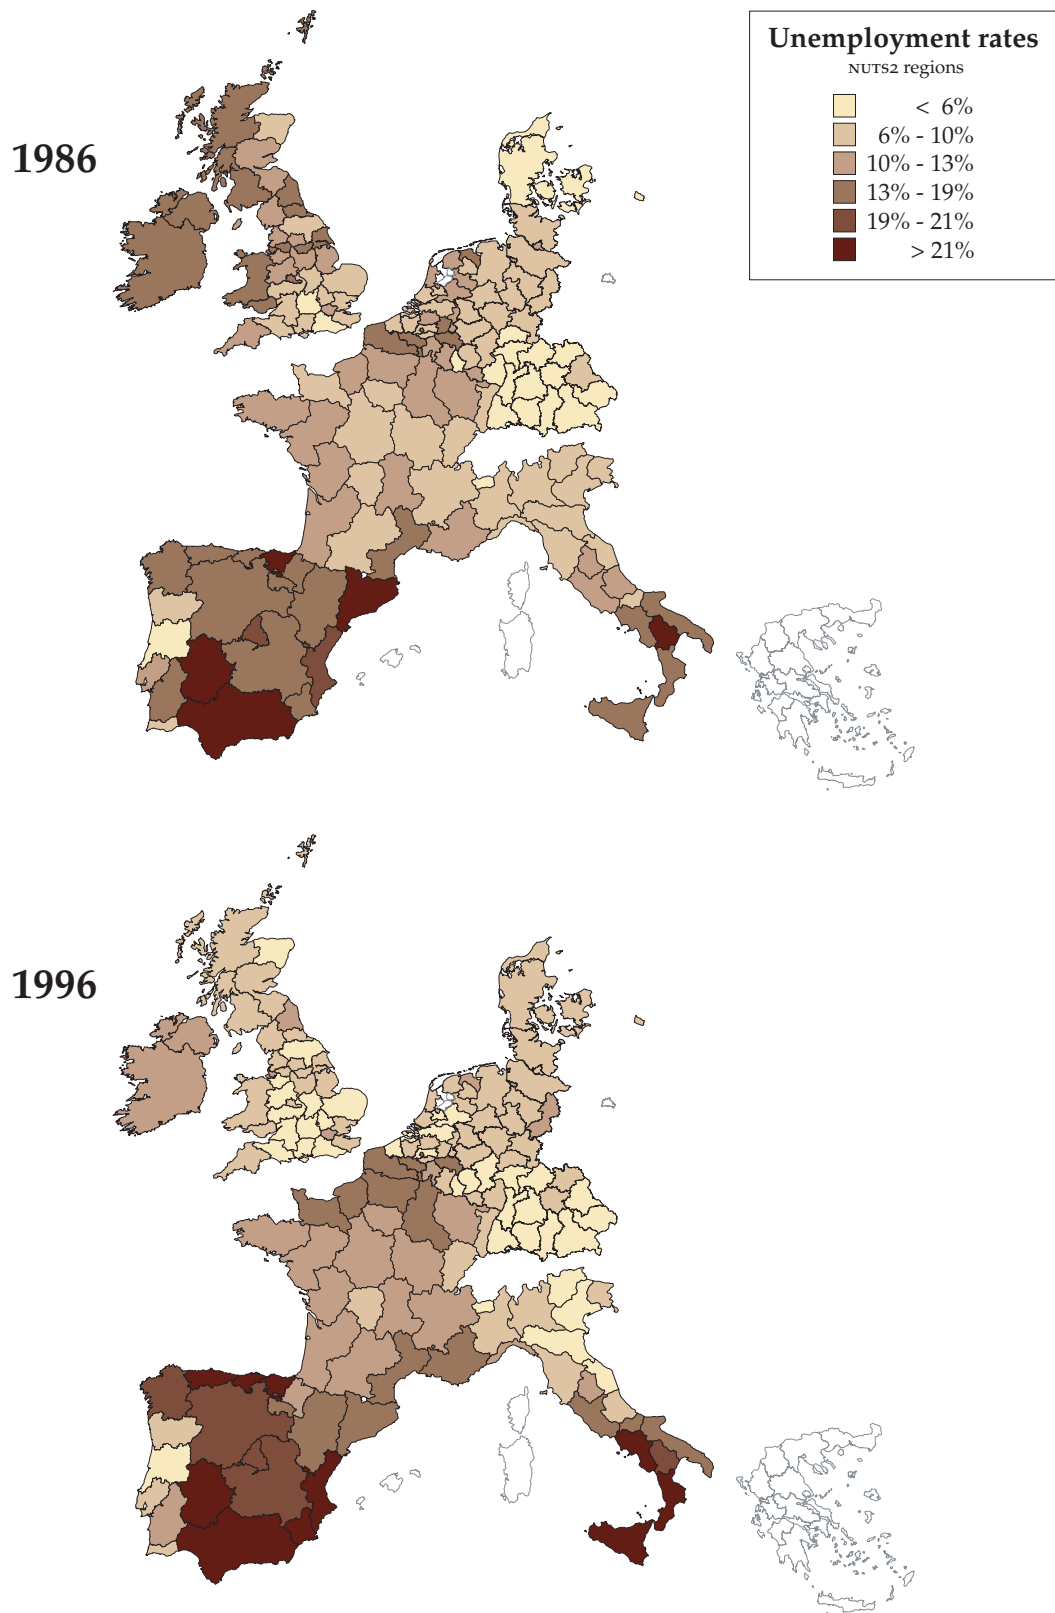 Unemployment rates
NUTS2 regions
< 6%
6% - 10%
10% - 13%
13% - 19%
19% - 21%
> 21%
1986
1996